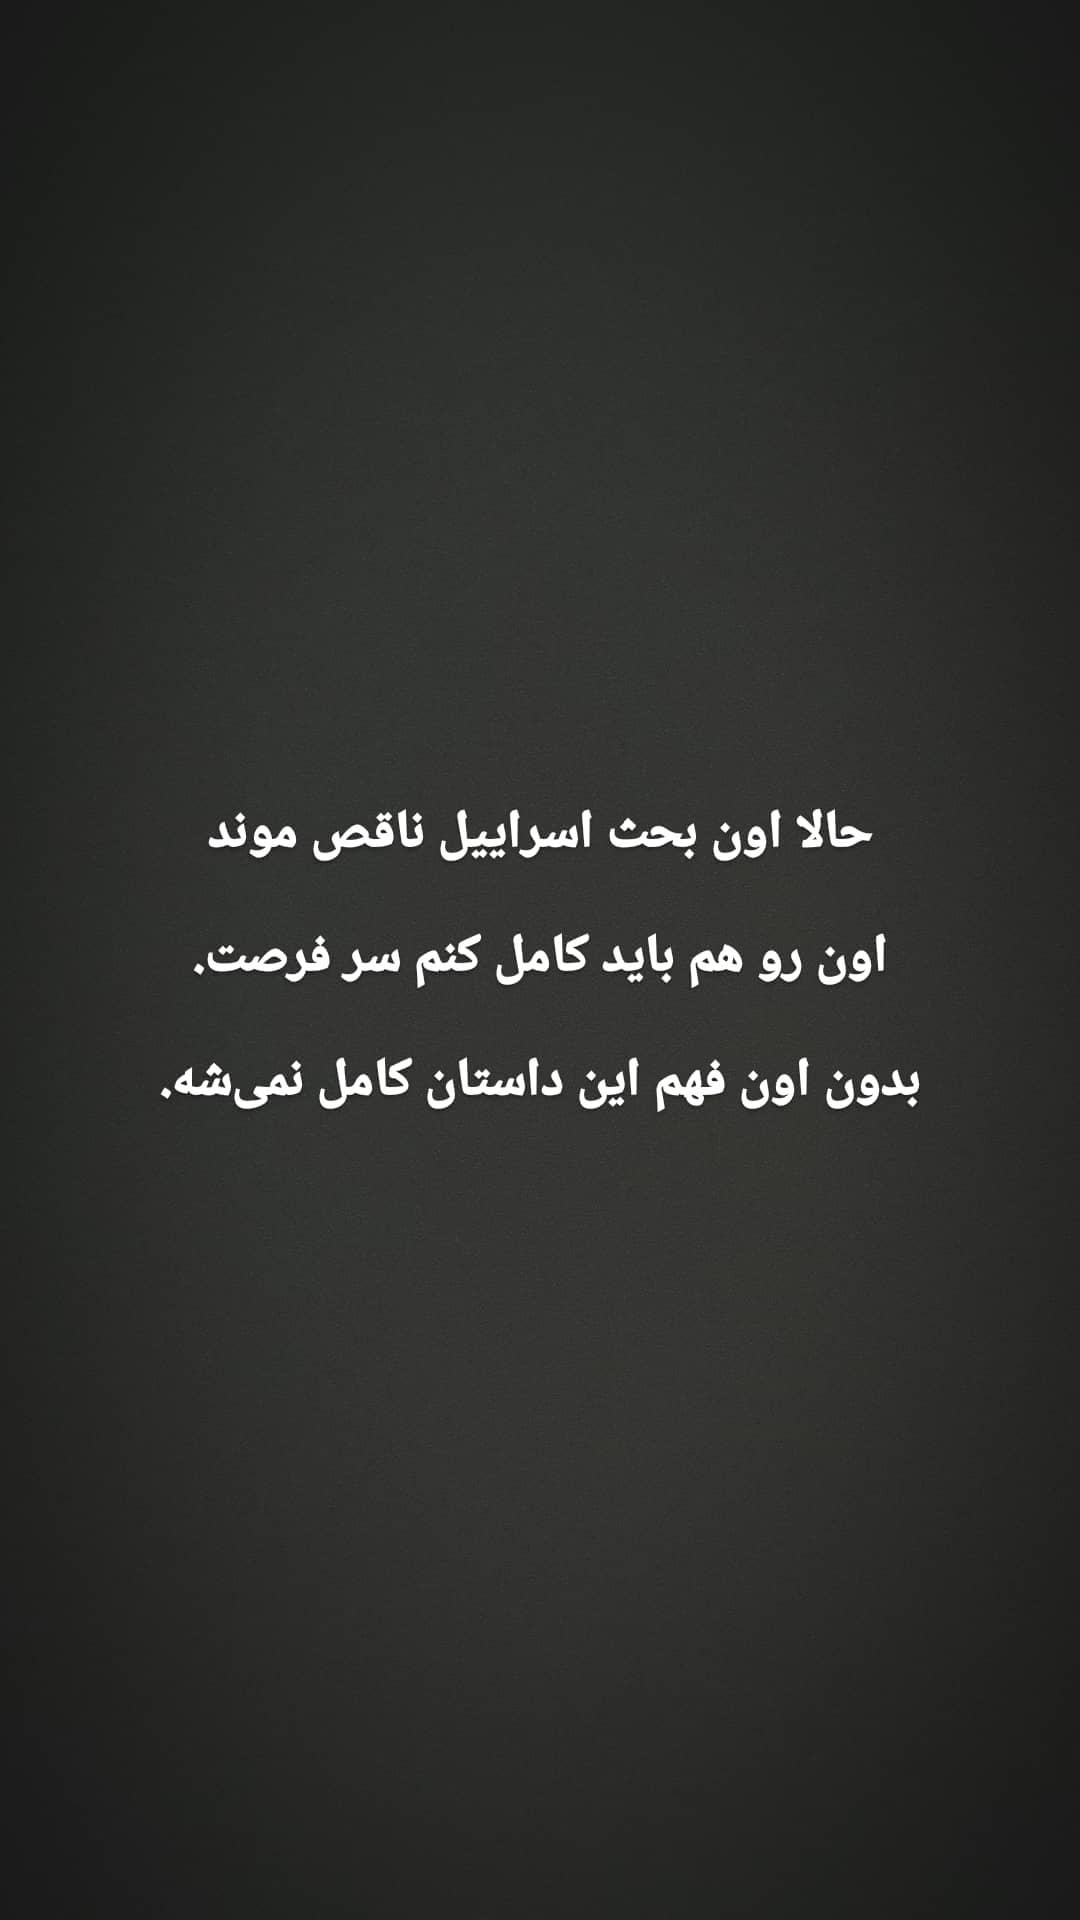 حالا اون بحث اسراییل ناقص موند
اون رو هم باید کامل کنم سر فرصت.
بدون اون فهم این داستان کامل نمی‌شه.